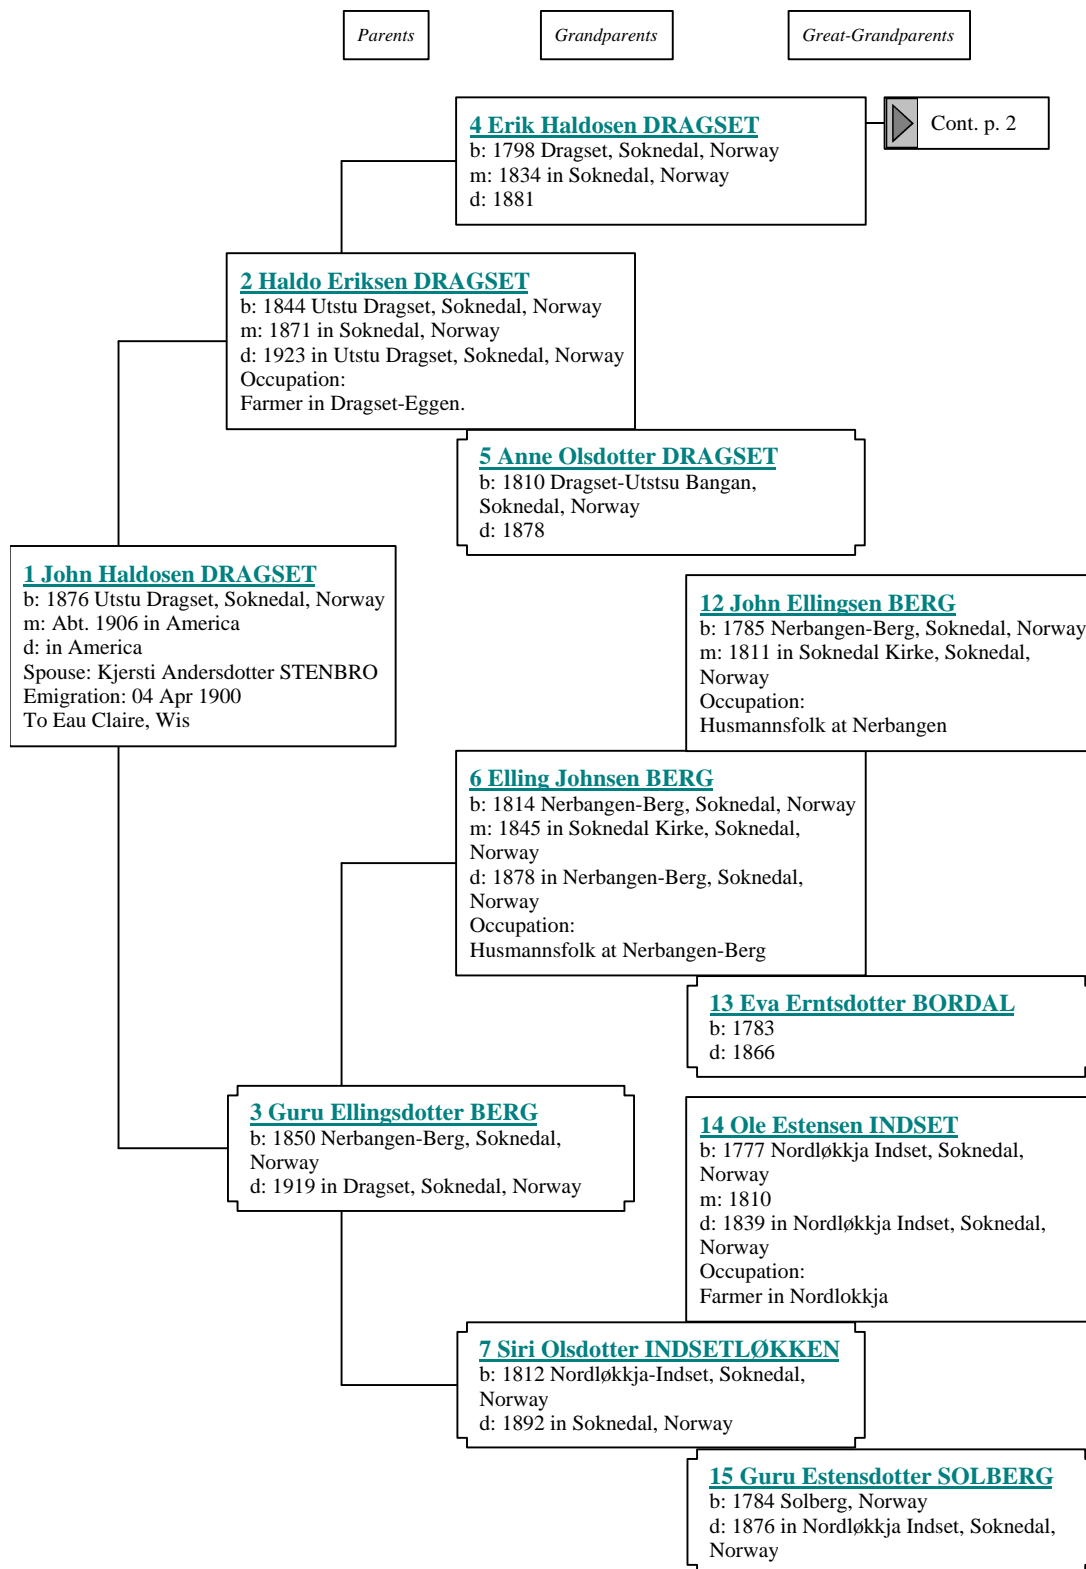 Parents
Grandparents
Great-Grandparents
4 Erik Haldosen DRAGSET
b: 1798 Dragset, Soknedal, Norway
m: 1834 in Soknedal, Norway
d: 1881
Cont. p. 2
2 Haldo Eriksen DRAGSET
b: 1844 Utstu Dragset, Soknedal, Norway
m: 1871 in Soknedal, Norway
d: 1923 in Utstu Dragset, Soknedal, Norway
Occupation:
Farmer in Dragset-Eggen.
5 Anne Olsdotter DRAGSET
b: 1810 Dragset-Utstsu Bangan,
Soknedal, Norway
d: 1878
1 John Haldosen DRAGSET
b: 1876 Utstu Dragset, Soknedal, Norway
m: Abt. 1906 in America
d: in America
Spouse: Kjersti Andersdotter STENBRO
Emigration: 04 Apr 1900
To Eau Claire, Wis
12 John Ellingsen BERG
b: 1785 Nerbangen-Berg, Soknedal, Norway
m: 1811 in Soknedal Kirke, Soknedal,
Norway
Occupation:
Husmannsfolk at Nerbangen
6 Elling Johnsen BERG
b: 1814 Nerbangen-Berg, Soknedal, Norway
m: 1845 in Soknedal Kirke, Soknedal,
Norway
d: 1878 in Nerbangen-Berg, Soknedal,
Norway
Occupation:
Husmannsfolk at Nerbangen-Berg
13 Eva Erntsdotter BORDAL
b: 1783
d: 1866
3 Guru Ellingsdotter BERG
b: 1850 Nerbangen-Berg, Soknedal,
Norway
d: 1919 in Dragset, Soknedal, Norway
14 Ole Estensen INDSET
b: 1777 Nordløkkja Indset, Soknedal,
Norway
m: 1810
d: 1839 in Nordløkkja Indset, Soknedal,
Norway
Occupation:
Farmer in Nordlokkja
7 Siri Olsdotter INDSETLØKKEN
b: 1812 Nordløkkja-Indset, Soknedal,
Norway
d: 1892 in Soknedal, Norway
15 Guru Estensdotter SOLBERG
b: 1784 Solberg, Norway
d: 1876 in Nordløkkja Indset, Soknedal,
Norway